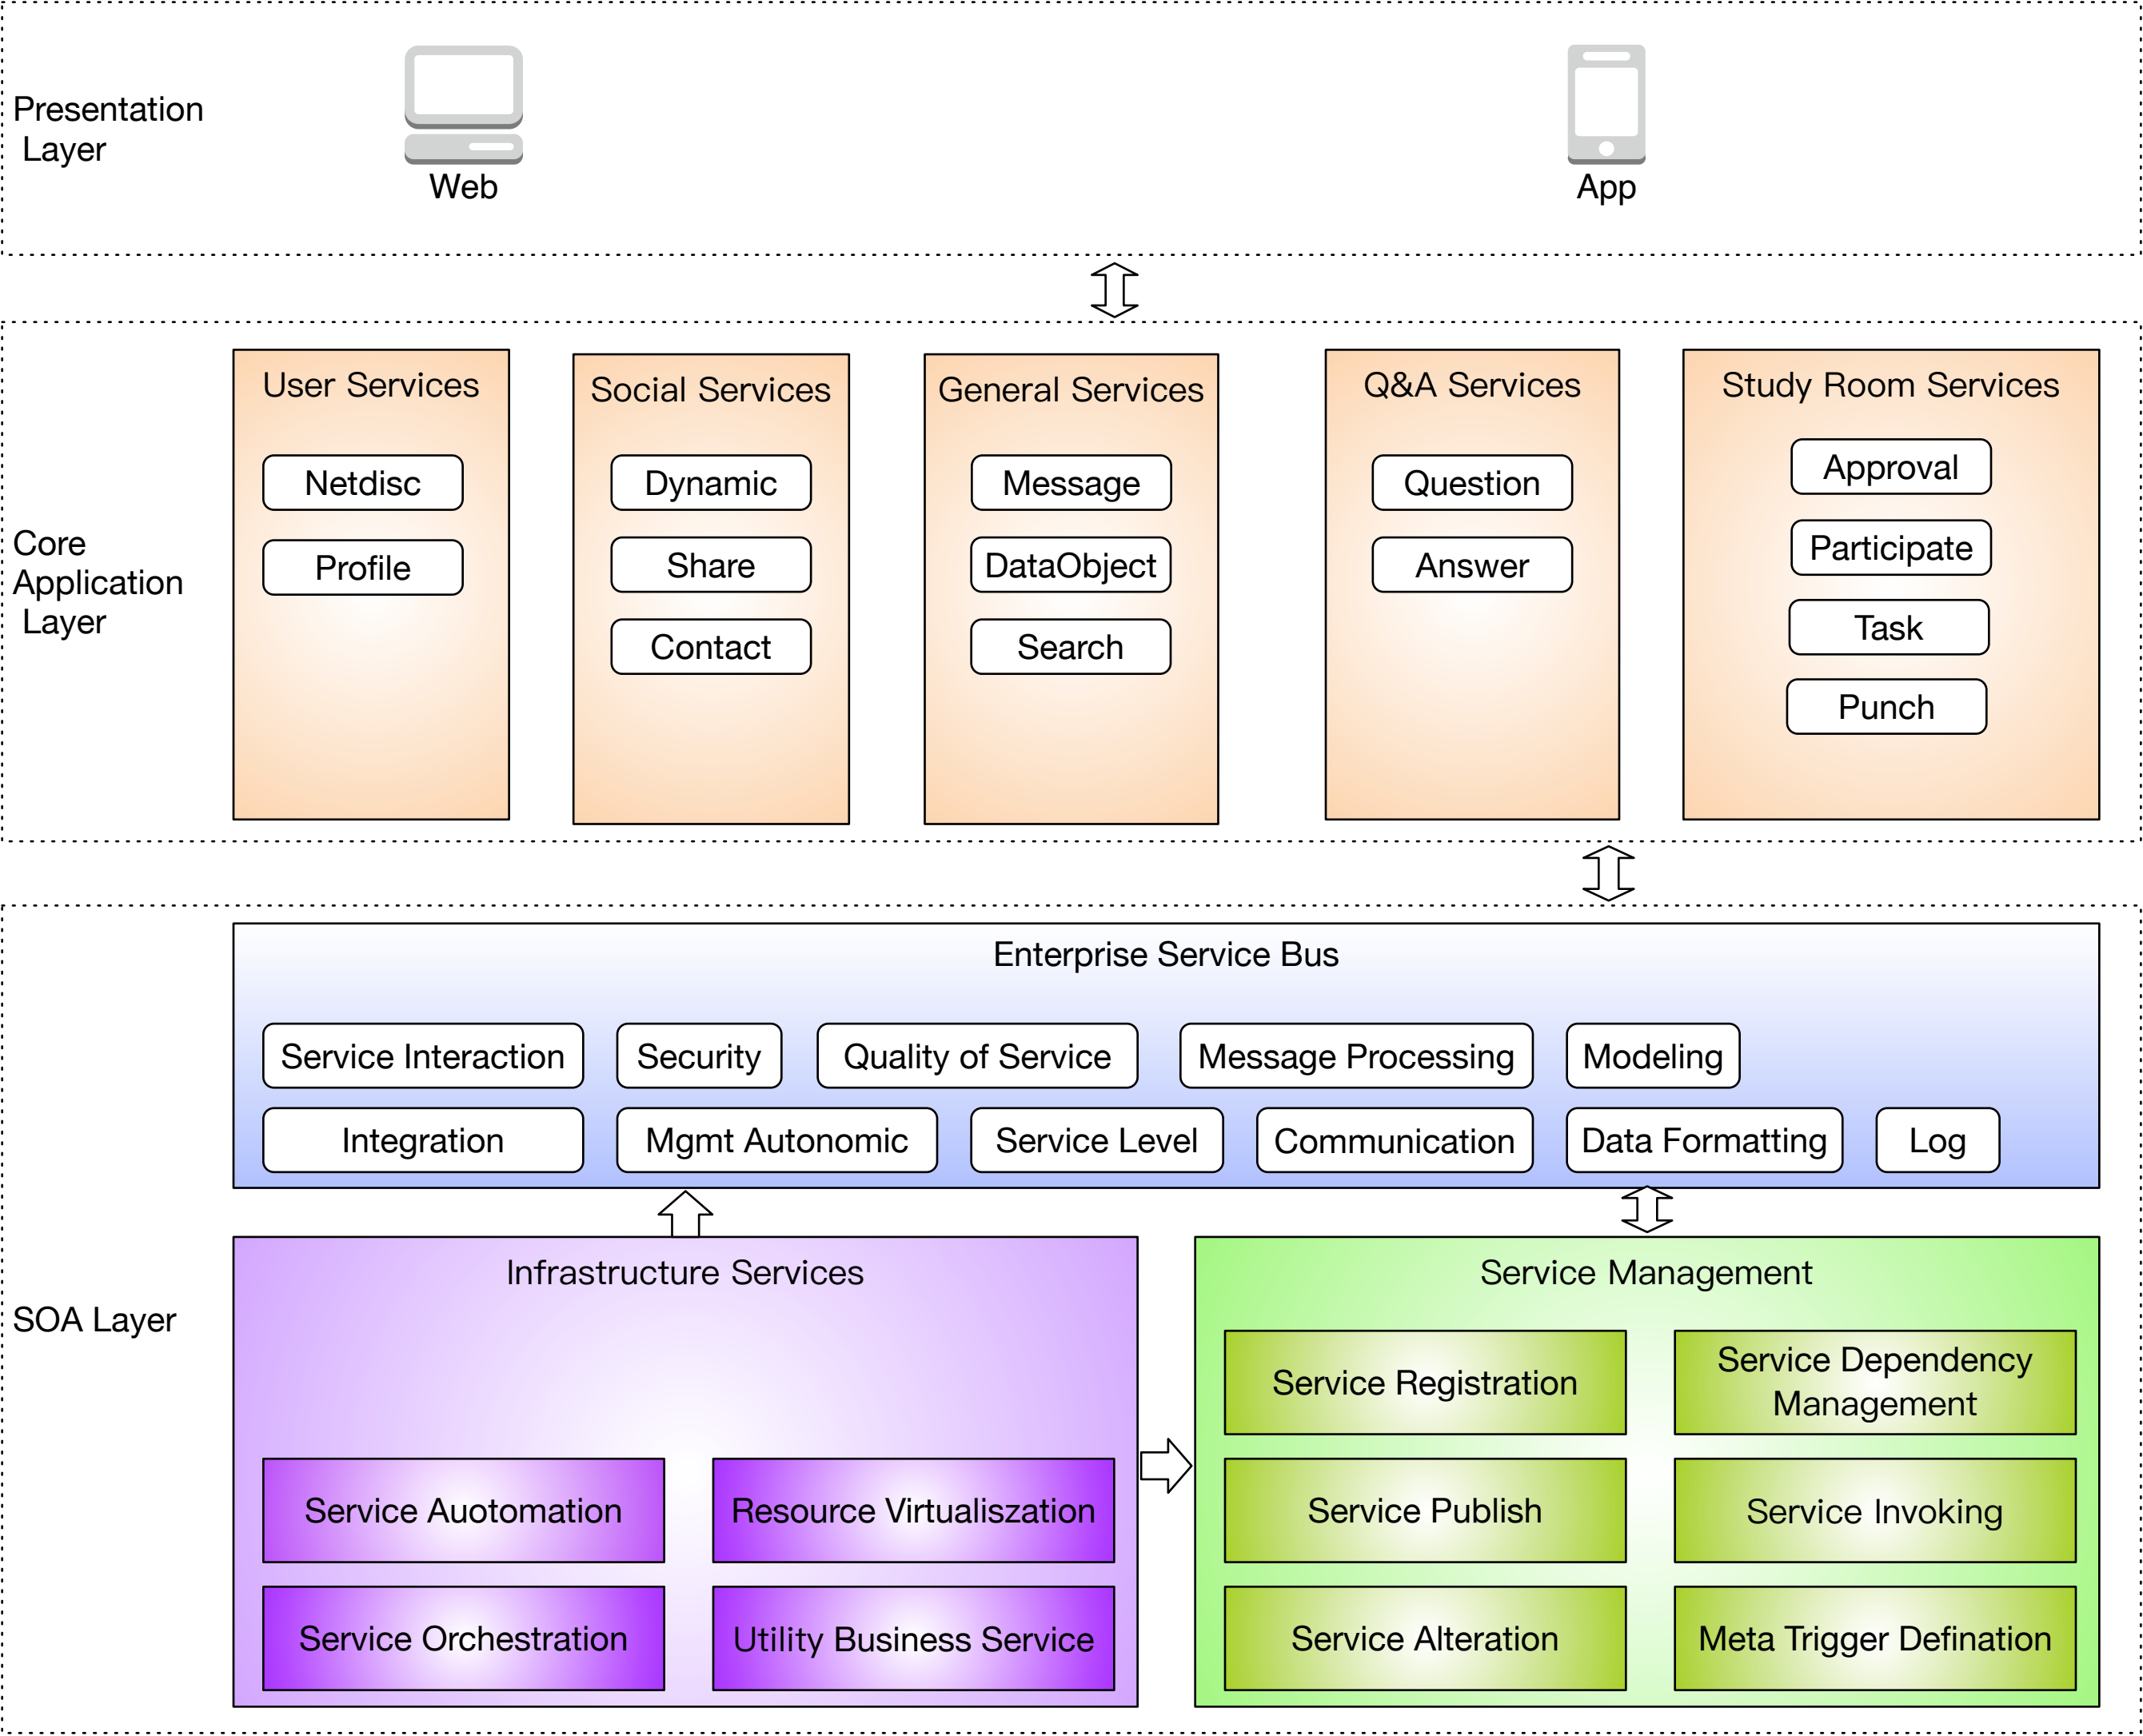 Presentation
Layer
Web
App
Core
Application
Layer
User Services
Netdisc
Profile
Social Services
Dynamic
Share
Contact
General Services
Message
DataObject
Search
Q&A Services
Question
Answer
Study Room Services
Approval
Participate
Task
Punch
SOA Layer
Enterprise Service Bus
Service Interaction
Security
Quality of Service
Message Processing
Modeling
Integration
Mgmt Autonomic
Service Level
Communication
Data Formatting
Log
Infrastructure Services
Service Auotomation
Resource Virtualiszation
Service Orchestration
Utility Business Service
Service Management
Service Registration
Service Dependency
Management
Service Publish
Service Invoking
Service Alteration
Meta Trigger Defination